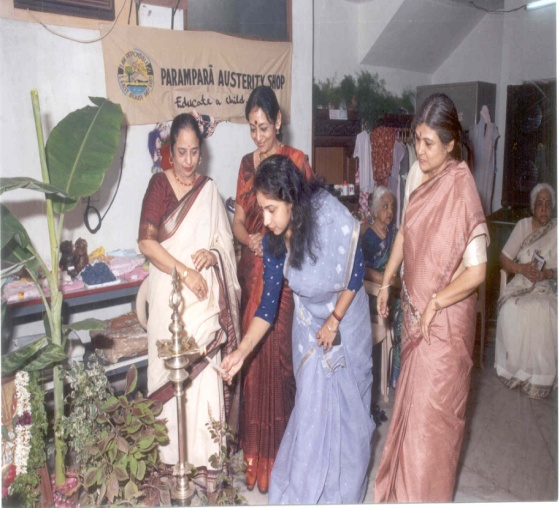 PARAMPARĀ AUSTERITY SHOP
Educate a child